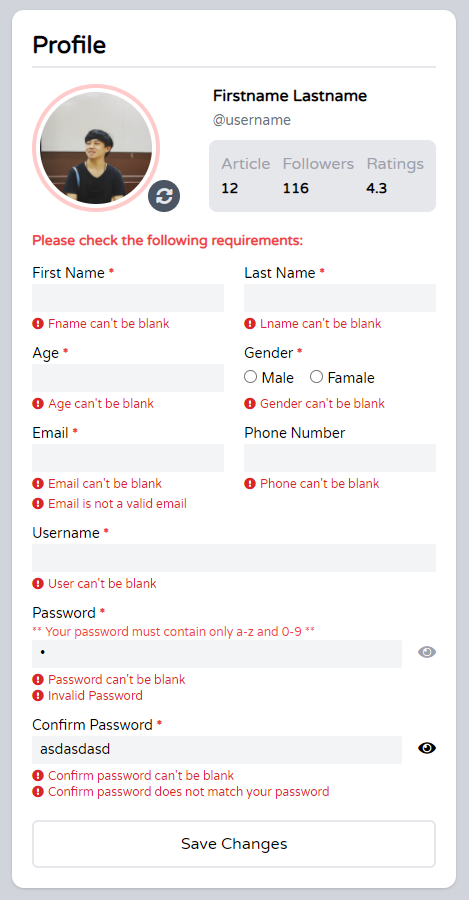 Profile
Firstname Lastname
@username
Article Followers Ratings
12 116 4.3
Please check the following requirements:
First Name * Last Name *
Fname can't be blank Lname can't be blank
Age * Gender *
Male Famale
Age can't be blank Gender can't be blank
Email * Phone Number
Email can't be blank Phone can't be blank
Email is not a valid email
Username *
User can't be blank
Password *
** Your password must contain only a-z and 0-9 **
•
Password can't be blank
Invalid Password
Confirm Password *
asdasdasd
Confirm password can't be blank
Confirm password does not match your password
Save Changes